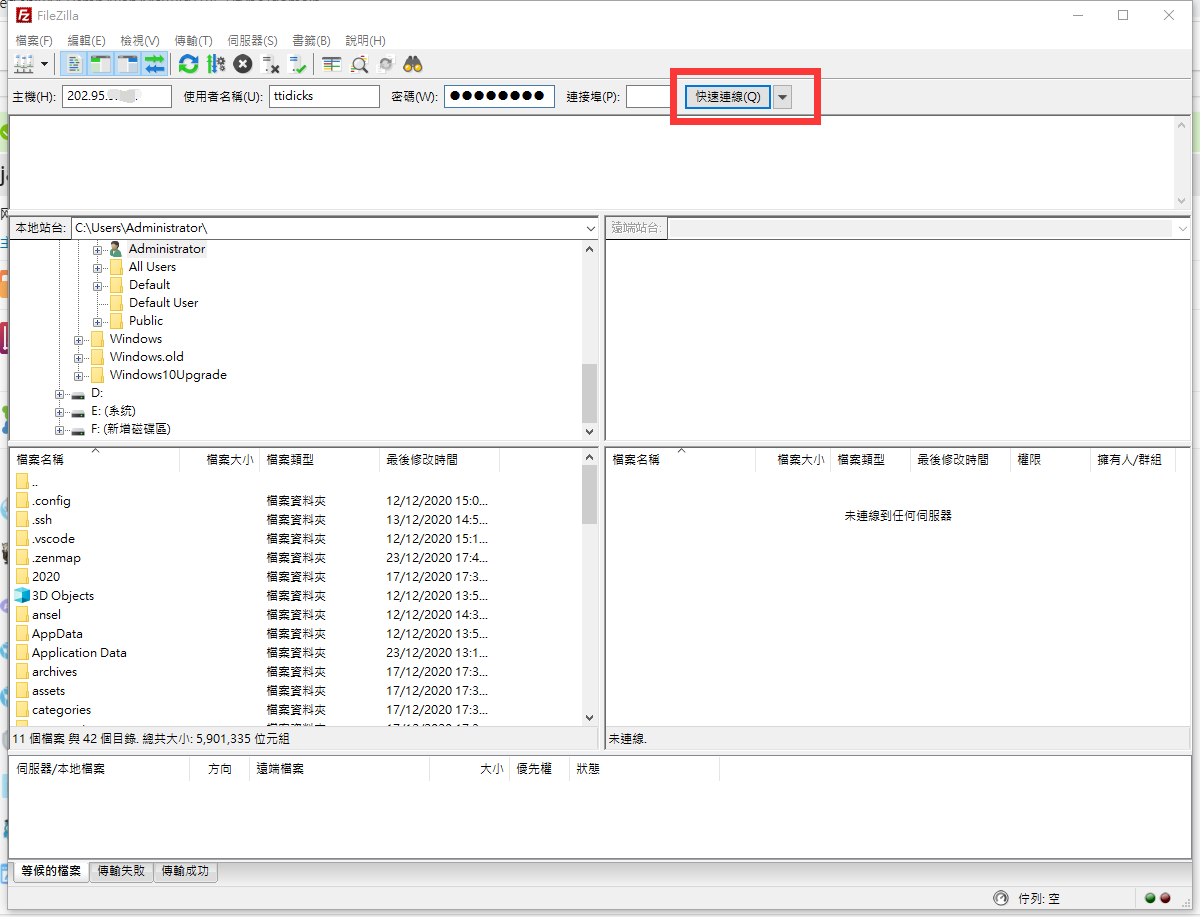 FileZilla
檔案(F) 編輯(E) 檢視(V) 傳輸(T) 伺服器(S) 書籤(B) 說明(H)
主機(H): 202.95. 使用者名稱(U): ttidicks 密碼(W): ●●●●●●●● 連接埠(P): 快速連線(Q)
本地站台: C:\Users\Administrator\ 遠端站台:
Administrator
All Users
Default
Default User
Public
Windows
Windows.old
Windows10Upgrade
D:
E: (系统)
F: (新增磁碟區)
檔案名稱 檔案大小 檔案類型 最後修改時間
..
.config 檔案資料夾 12/12/2020 15:0...
.ssh 檔案資料夾 13/12/2020 14:5...
.vscode 檔案資料夾 12/12/2020 15:1...
.zenmap 檔案資料夾 23/12/2020 17:4...
2020 檔案資料夾 17/12/2020 17:3...
3D Objects 檔案資料夾 12/12/2020 13:5...
ansel 檔案資料夾 12/12/2020 14:3...
AppData 檔案資料夾 12/12/2020 13:5...
Application Data 檔案資料夾 23/12/2020 13:1...
archives 檔案資料夾 17/12/2020 17:3...
assets 檔案資料夾 17/12/2020 17:3...
categories 檔案資料夾 17/12/2020 17:3...
11 個檔案 與 42 個目錄. 總共大小: 5,901,335 位元組
檔案名稱 檔案大小 檔案類型 最後修改時間 權限 擁有人/群組
未連線到任何伺服器
未連線.
伺服器/本地檔案 方向 遠端檔案 大小 優先權 狀態
等候的檔案 傳輸失敗 傳輸成功
佇列: 空